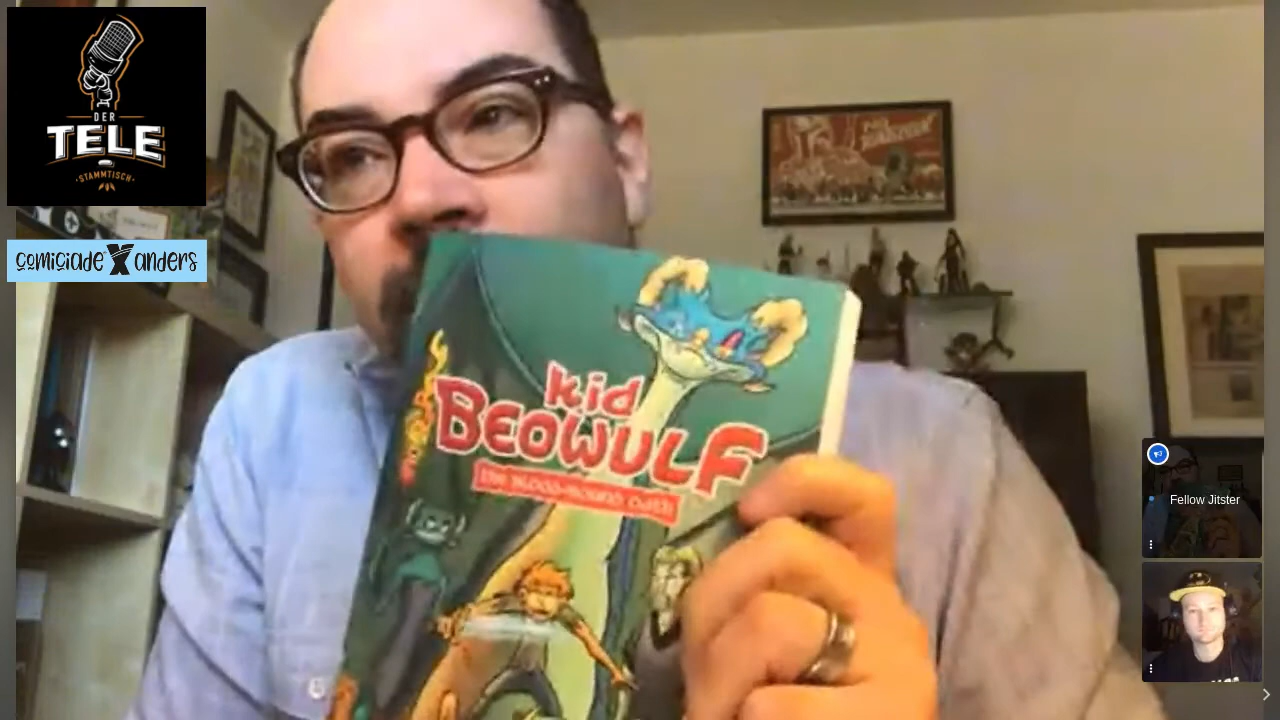 DER
TELE
STAMMTISCH
comiciade X anders
kid
BEOWULF
the BLOOD-BOUND OATH
Fellow Jitster